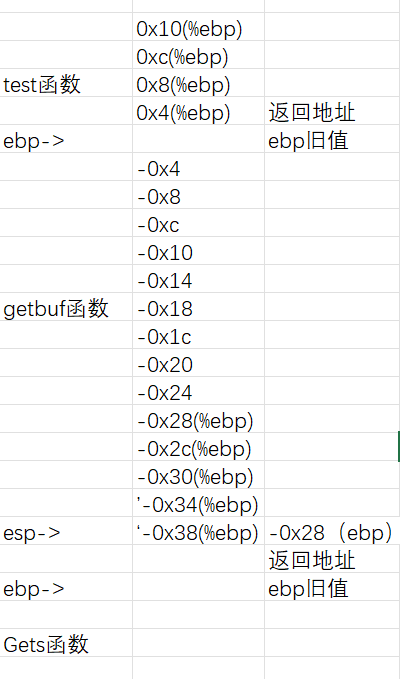 0x10(%ebp)
0xc(%ebp)
test函数 0x8(%ebp)
0x4(%ebp) 返回地址
ebp-> ebp旧值
-0x4
-0x8
-0xc
-0x10
-0x14
getbuf函数 -0x18
-0x1c
-0x20
-0x24
-0x28(%ebp)
-0x2c(%ebp)
-0x30(%ebp)
’-0x34(%ebp)
esp-> ‘-0x38(%ebp) -0x28（ebp）
返回地址
ebp-> ebp旧值
Gets函数